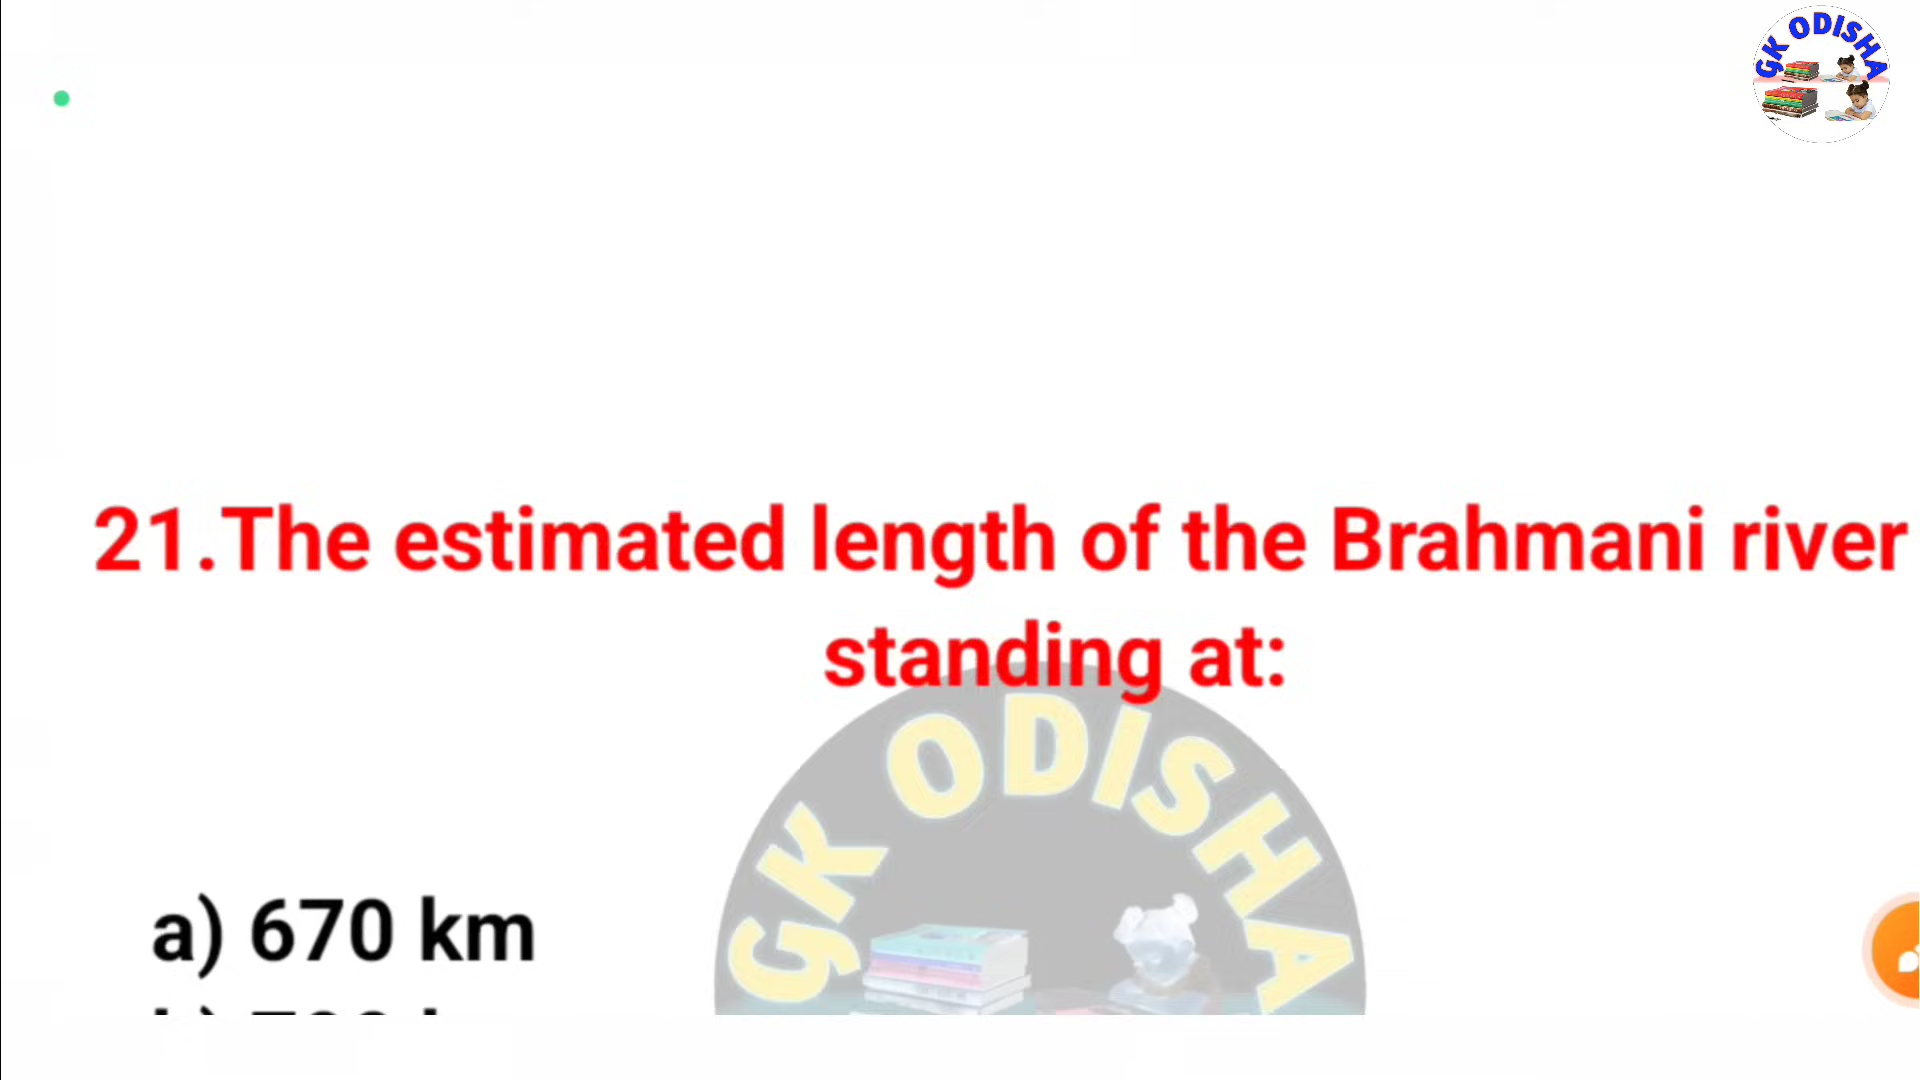 GK ODISHA
21.The estimated length of the Brahmani river
standing at:
GK ODISHA
a) 670 km